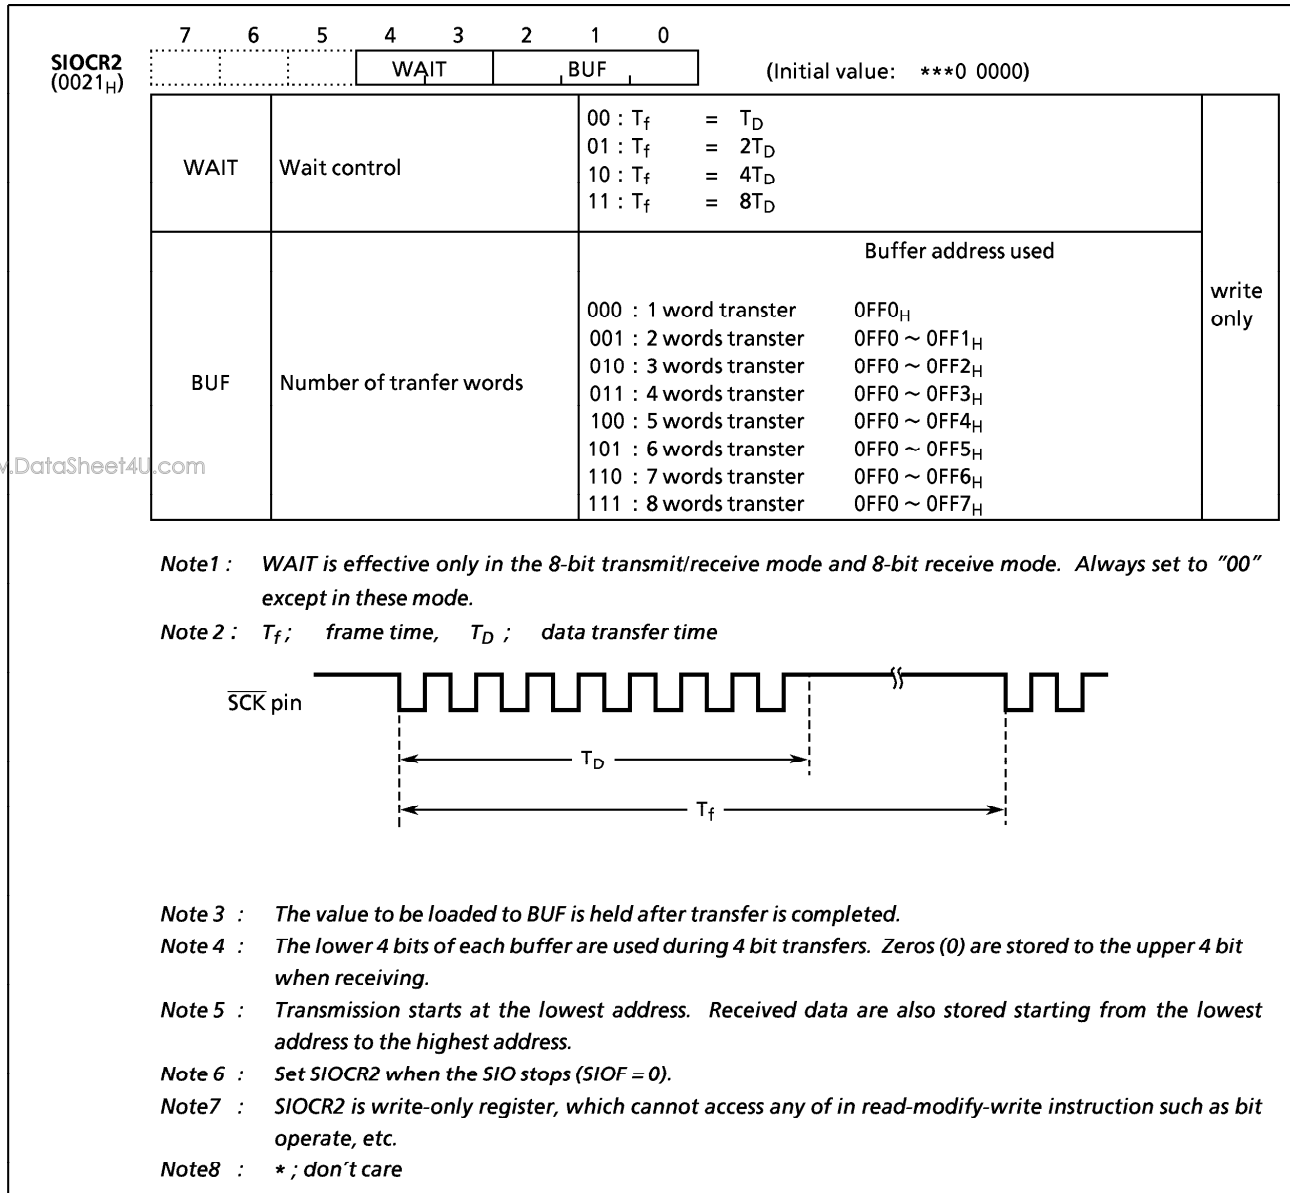 7 6 5 4 3 2 1 0
SIOCR2 WAIT BUF (Initial value: ***0 0000)
(0021H)
00 : Tf = TD
01 : Tf = 2TD
WAIT Wait control
10 : Tf = 4TD
11 : Tf = 8TD
Buffer address used
write
only
000 : 1 word transter 0FF0H
001 : 2 words transter 0FF0 ~ 0FF1H
010 : 3 words transter 0FF0 ~ 0FF2H
BUF Number of tranfer words
011 : 4 words transter 0FF0 ~ 0FF3H
100 : 5 words transter 0FF0 ~ 0FF4H
101 : 6 words transter 0FF0 ~ 0FF5H
110 : 7 words transter 0FF0 ~ 0FF6H
111 : 8 words transter 0FF0 ~ 0FF7H
.DataSheet4U.com
Note1 : WAIT is effective only in the 8-bit transmit/receive mode and 8-bit receive mode. Always set to "00"
except in these mode.
Note 2 : Tf ; frame time, TD ; data transfer time
SCK pin
TD
Tf
Note 3 : The value to be loaded to BUF is held after transfer is completed.
Note 4 : The lower 4 bits of each buffer are used during 4 bit transfers. Zeros (0) are stored to the upper 4 bit
when receiving.
Note 5 : Transmission starts at the lowest address. Received data are also stored starting from the lowest
address to the highest address.
Note 6 : Set SIOCR2 when the SIO stops (SIOF = 0).
Note7 : SIOCR2 is write-only register, which cannot access any of in read-modify-write instruction such as bit
operate, etc.
Note8 : * ; don't care